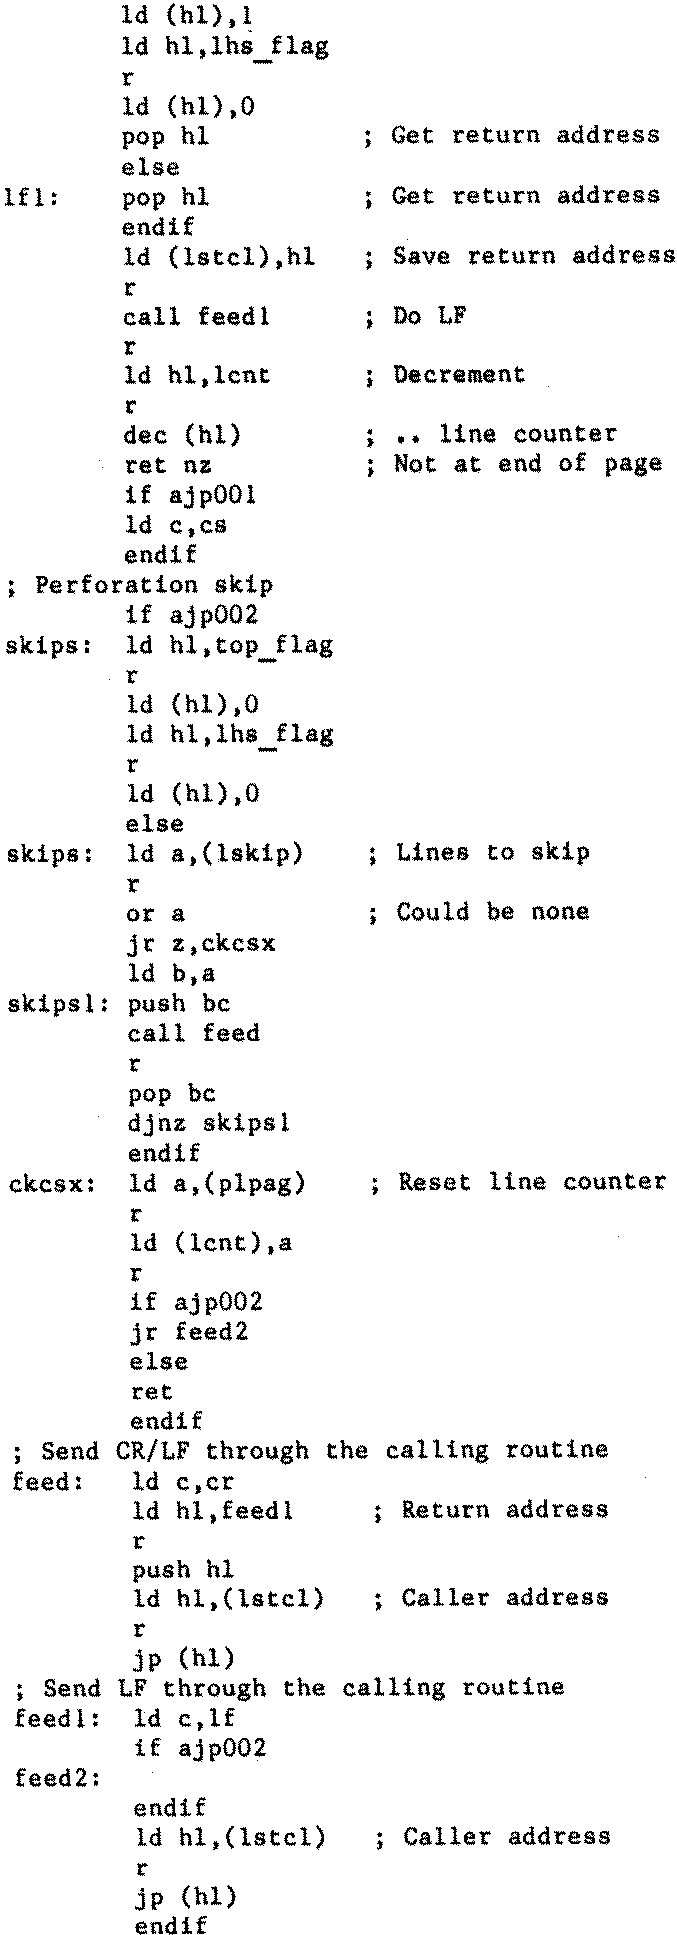 ld (hl),1
ld hl,lhs_flag
r
ld (hl),0
pop hl ; Get return address
else
lf1: pop hl ; Get return address
endif
ld (lstcl),hl ; Save return address
r
call feed1 ; Do LF
r
ld hl,lcnt ; Decrement
r
dec (hl) ; .. line counter
ret nz ; Not at end of page
if ajp001
ld c,cs
endif
; Perforation skip
if ajp002
skips: ld hl,top_flag
r
ld (hl),0
ld hl,lhs_flag
r
ld (hl),0
else
skips: ld a,(lskip) ; Lines to skip
r
or a ; Could be none
jr z,ckcsx
ld b,a
skips1: push bc
call feed
r
pop bc
djnz skips1
endif
ckcsx: ld a,(plpag) ; Reset line counter
r
ld (lcnt),a
r
if ajp002
jr feed2
else
ret
endif
; Send CR/LF through the calling routine
feed: ld c,cr
ld hl,feed1 ; Return address
r
push hl
ld hl,(lstcl) ; Caller address
r
jp (hl)
; Send LF through the calling routine
feed1: ld c,lf
if ajp002
feed2:
endif
ld hl,(lstcl) ; Caller address
r
jp (hl)
endif